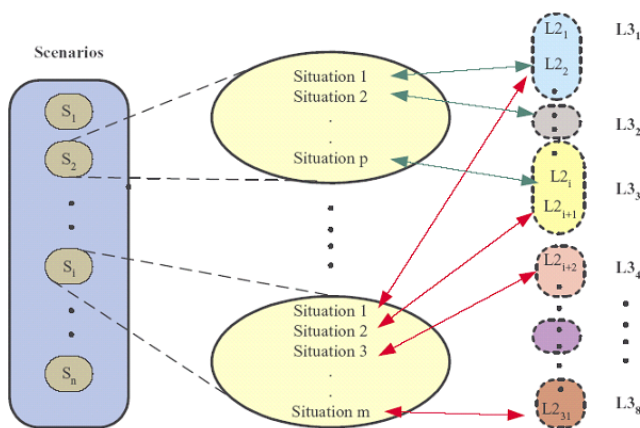 Scenarios
S1
S2
Si
Sn
Situation 1
Situation 2
.
.
Situation p
Situation 1
Situation 2
Situation 3
.
.
Situation m
L21
L22
L2i
L2i+1
L2i+2
L231
L31
L32
L33
L34
L38